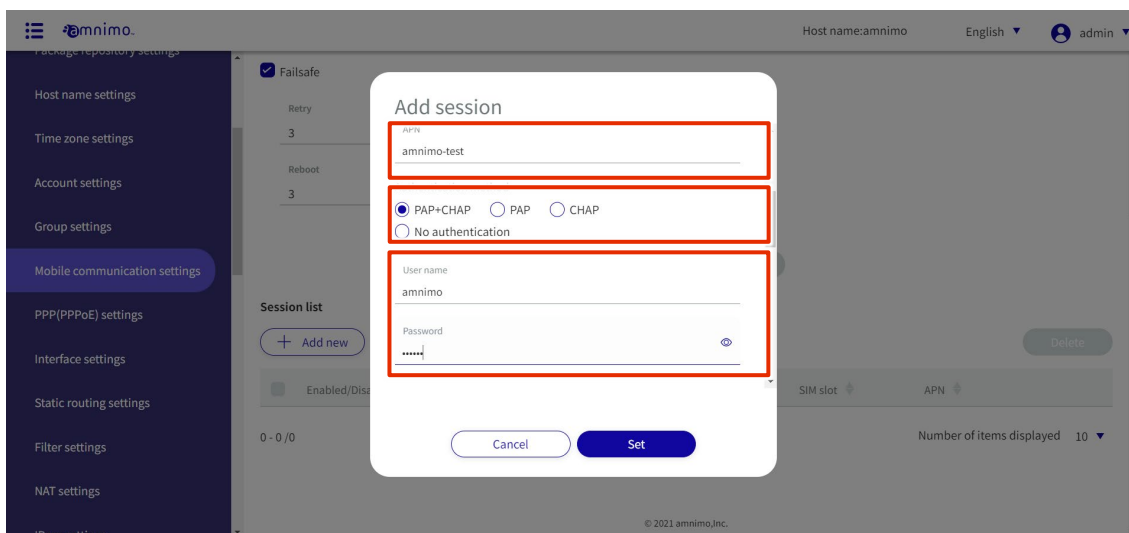 amnimo
Host name:amnimo
English
admin
Package repository settings
Host name settings
Time zone settings
Account settings
Group settings
Mobile communication settings
PPP(PPPoE) settings
Interface settings
Static routing settings
Filter settings
NAT settings
Failsafe
Retry
3
Reboot
3
Session list
+ Add new
Delete
Enabled/Disa
SIM slot
APN
0 - 0 /0
Number of items displayed 10
Add session
APN
amnimo-test
PAP+CHAP PAP CHAP
No authentication
User name
amnimo
Password
••••••
Cancel
Set
© 2021 amnimo,Inc.